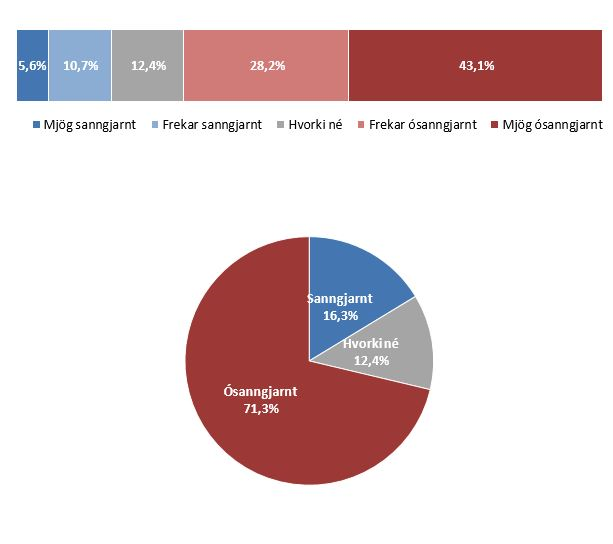 5,6% 10,7% 12,4% 28,2% 43,1%
Mjög sanngjarnt Frekar sanngjarnt Hvorki né Frekar ósanngjarnt Mjög ósanngjarnt
Sanngjarnt
16,3%
Hvorki né
12,4%
Ósanngjarnt
71,3%